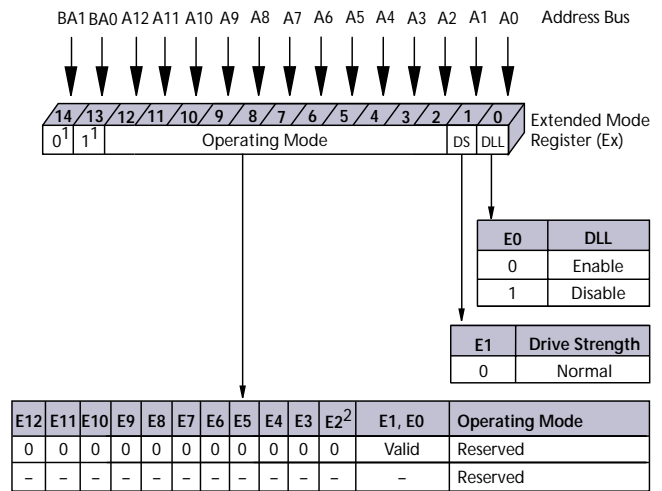 BA1 BA0 A12 A11 A10 A9 A8 A7 A6 A5 A4 A3 A2 A1 A0 Address Bus
14 13 12 11 10 9 8 7 6 5 4 3 2 1 0 Extended Mode
0¹ 1¹ Operating Mode DS DLL Register (Ex)
E0 DLL
0 Enable
1 Disable
E1 Drive Strength
0 Normal
E12 E11 E10 E9 E8 E7 E6 E5 E4 E3 E2² E1, E0 Operating Mode
0 0 0 0 0 0 0 0 0 0 0 Valid Reserved
– – – – – – – – – – – – Reserved